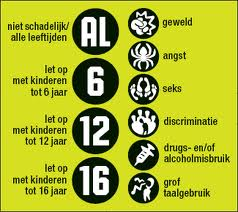 niet schadelijk/
alle leeftijden
AL
let op
met kinderen
tot 6 jaar
6
let op
met kinderen
tot 12 jaar
12
let op
met kinderen
tot 16 jaar
16
geweld
angst
seks
discriminatie
drugs- en/of
alcoholmisbruik
grof
taalgebruik